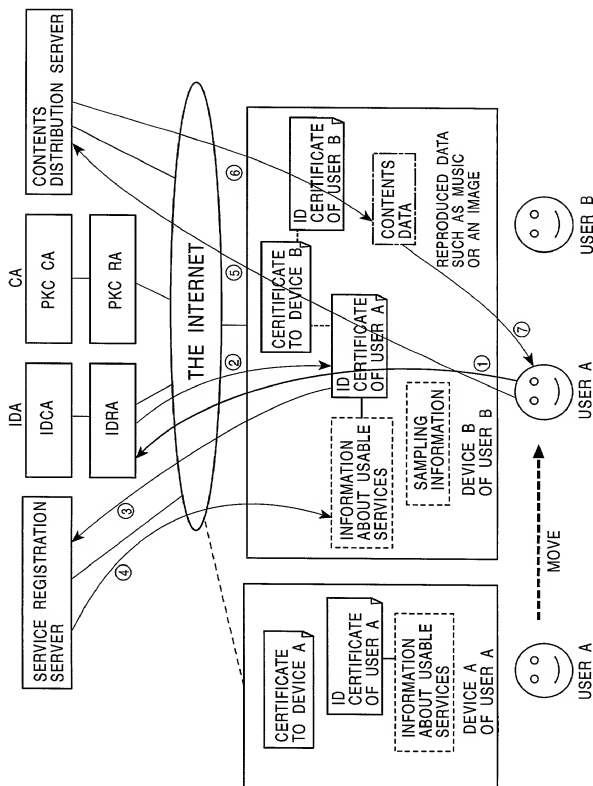 SERVICE REGISTRATION
SERVER
IDA
IDCA
IDRA
CA
PKC CA
PKC RA
CONTENTS
DISTRIBUTION SERVER
THE INTERNET
③
④
②
⑤
⑥
①
⑦
CERTIFICATE
TO DEVICE A
ID
CERTIFICATE
OF USER A
INFORMATION
ABOUT USABLE
SERVICES
DEVICE A
OF USER A
CERITIFICATE
TO DEVICE B
ID
CERITIFICATE
OF USER B
ID
CERTIFICATE
OF USER A
INFORMATION
ABOUT USABLE
SERVICES
SAMPLING
INFORMATION
DEVICE B
OF USER B
CONTENTS
DATA
REPRODUCED DATA
SUCH AS MUSIC
OR AN IMAGE
USER A
MOVE
USER A
USER B